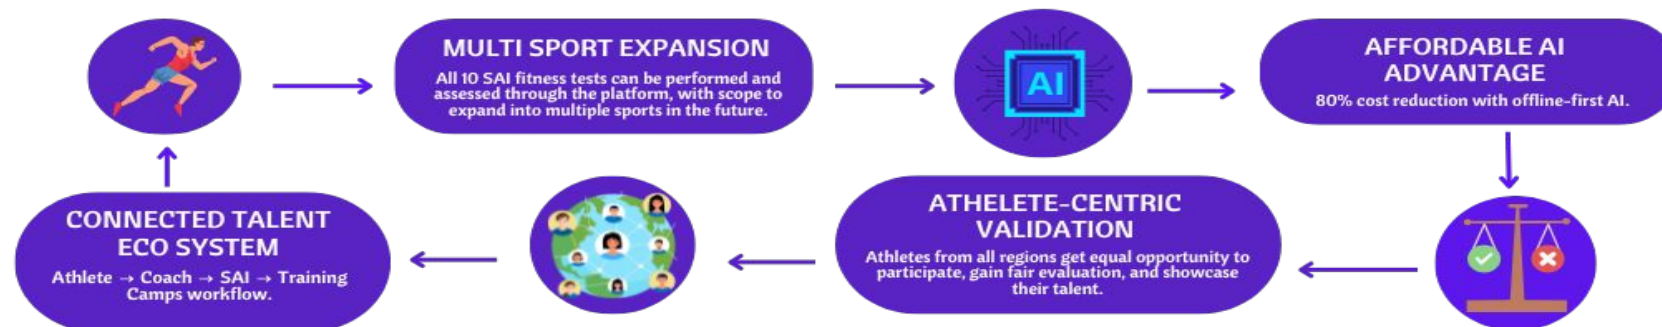 MULTI SPORT EXPANSION
All 10 SAI fitness tests can be performed and
assessed through the platform, with scope to
expand into multiple sports in the future.
AI
AFFORDABLE AI
ADVANTAGE
80% cost reduction with offline-first AI.
ATHELETE-CENTRIC
VALIDATION
Athletes from all regions get equal opportunity to
participate, gain fair evaluation, and showcase
their talent.
CONNECTED TALENT
ECO SYSTEM
Athlete → Coach → SAI → Training
Camps workflow.